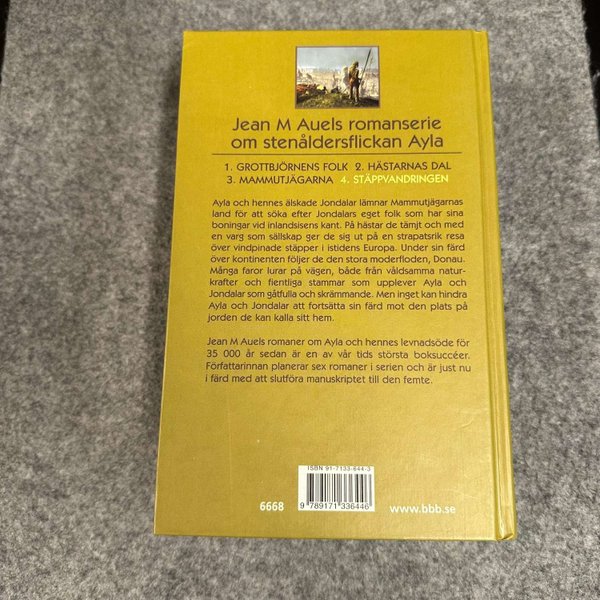 Jean M Auels romanserie
om stenåldersflickan Ayla
1. GROTTBJÖRNENS FOLK 2. HÄSTARNAS DAL
3. MAMMUTJÄGARNA 4. STÄPPVANDRINGEN
Ayla och hennes älskade Jondalar lämnar Mammutjägarnas
land för att söka efter Jondalars eget folk som har sina
boningar vid inlandsisens kant. På hästar de tämjt och med
en varg som sällskap ger de sig ut på en strapatsrik resa
över vindpinade stäpper i istidens Europa. Under sin färd
över kontinenten följer de den stora moderfloden, Donau.
Många faror lurar på vägen, både från våldsamma natur-
krafter och fientliga stammar som upplever Ayla och
Jondalar som gåtfulla och skrämmande. Men inget kan hindra
Ayla och Jondalar att fortsätta sin färd mot den plats på
jorden de kan kalla sitt hem.
Jean M Auels romaner om Ayla och hennes levnadsöde för
35 000 år sedan är en av vår tids största boksuccéer.
Författarinnan planerar sex romaner i serien och är just nu
i färd med att slutföra manuskriptet till den femte.
ISBN 91-7133-644-3
6668
9 789171 336446
www.bbb.se